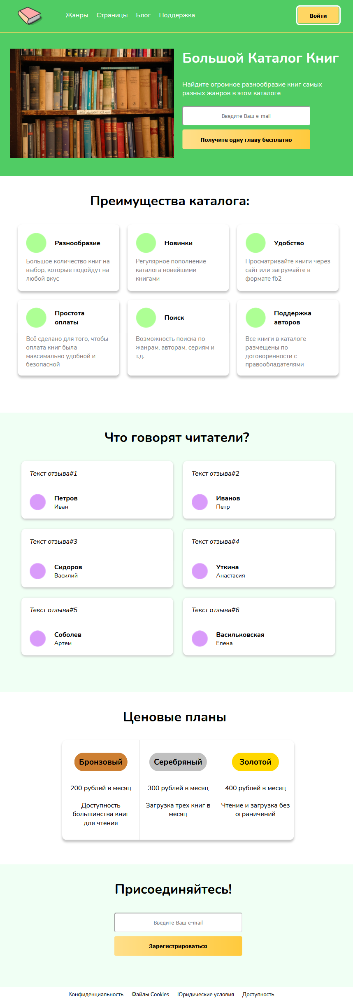 Жанры Страницы Блог Поддержка
Войти
Большой Каталог Книг
Найдите огромное разнообразие книг самых
разных жанров в этом каталоге
Введите Ваш e-mail
Получите одну главу бесплатно
Преимущества каталога:
Разнообразие
Большое количество книг на
выбор, которые подойдут на
любой вкус
Новинки
Регулярное пополнение
каталога новейшими
книгами
Удобство
Просматривайте книги через
сайт или загружайте в
формате fb2
Простота
оплаты
Всё сделано для того, чтобы
оплата книг была
максимально удобной и
безопасной
Поиск
Возможность поиска по
жанрам, авторам, сериям и
т.д.
Поддержка
авторов
Все книги в каталоге
размещены по
договоренности с
правообладателями
Что говорят читатели?
Текст отзыва#1
Петров
Иван
Текст отзыва#2
Иванов
Петр
Текст отзыва#3
Сидоров
Василий
Текст отзыва#4
Уткина
Анастасия
Текст отзыва#5
Соболев
Артем
Текст отзыва#6
Васильковская
Елена
Ценовые планы
Бронзовый
200 рублей в месяц
Доступность
большинства книг
для чтения
Серебряный
300 рублей в месяц
Загрузка трех книг в
месяц
Золотой
400 рублей в месяц
Чтение и загрузка без
ограничений
Присоединяйтесь!
Введите Ваш e-mail
Зарегистрироваться
Конфиденциальность Файлы Cookies Юридические условия Доступность